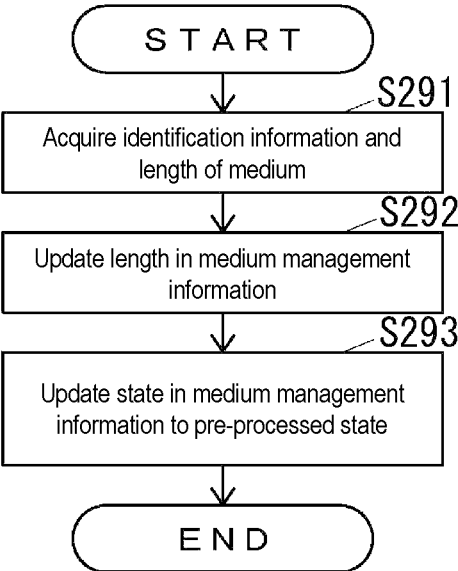 START
S291
Acquire identification information and
length of medium
S292
Update length in medium management
information
S293
Update state in medium management
information to pre-processed state
END